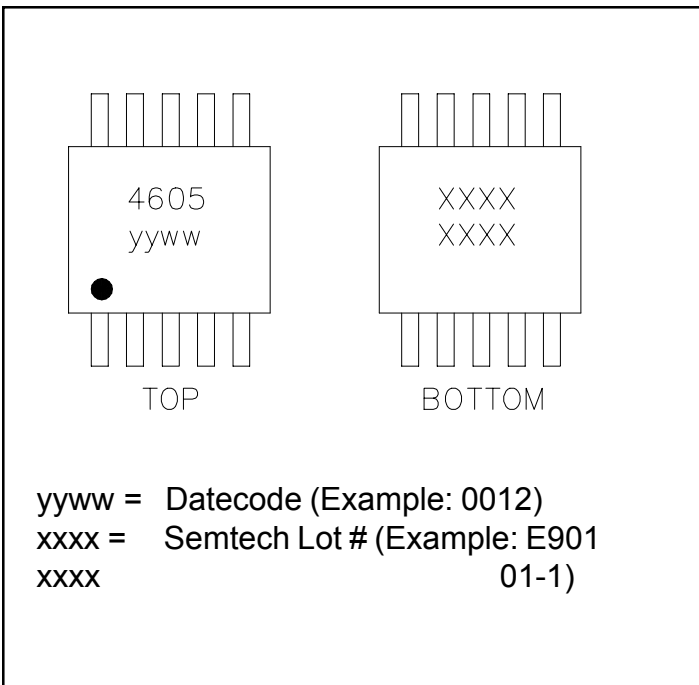 4605
yyww
TOP
XXXX
XXXX
BOTTOM
yyww = Datecode (Example: 0012)
xxxx = Semtech Lot # (Example: E901
xxxx 01-1)